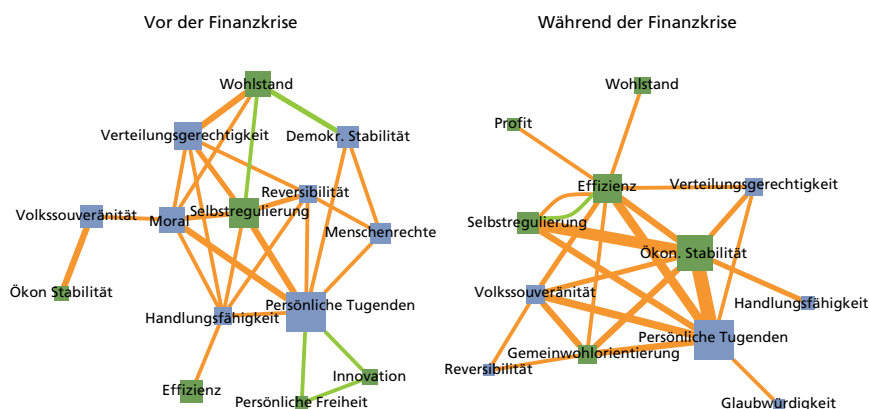 Vor der Finanzkrise
Wohlstand
Verteilungsgerechtigkeit
Demokr. Stabilität
Reversibilität
Volkssouveränität
Moral
Selbstregulierung
Menschenrechte
Ökon Stabilität
Persönliche Tugenden
Handlungsfähigkeit
Innovation
Effizienz
Persönliche Freiheit
Während der Finanzkrise
Wohlstand
Profit
Effizienz
Verteilungsgerechtigkeit
Selbstregulierung
Ökon. Stabilität
Volkssouveränität
Handlungsfähigkeit
Persönliche Tugenden
Gemeinwohlorientierung
Reversibilität
Glaubwürdigkeit